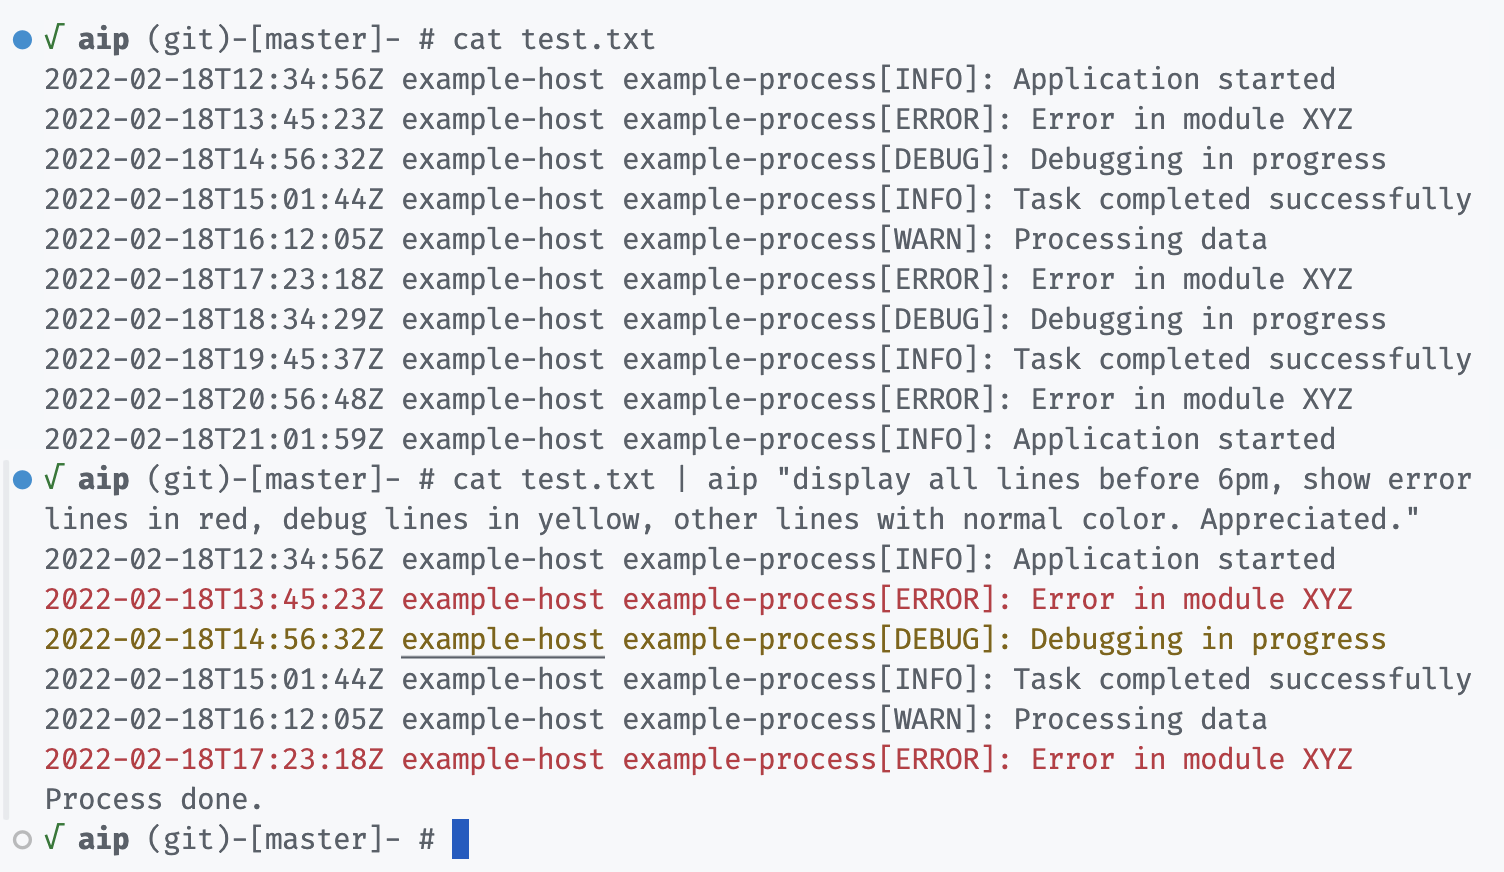 √ aip (git)-[master]- # cat test.txt
2022-02-18T12:34:56Z example-host example-process[INFO]: Application started
2022-02-18T13:45:23Z example-host example-process[ERROR]: Error in module XYZ
2022-02-18T14:56:32Z example-host example-process[DEBUG]: Debugging in progress
2022-02-18T15:01:44Z example-host example-process[INFO]: Task completed successfully
2022-02-18T16:12:05Z example-host example-process[WARN]: Processing data
2022-02-18T17:23:18Z example-host example-process[ERROR]: Error in module XYZ
2022-02-18T18:34:29Z example-host example-process[DEBUG]: Debugging in progress
2022-02-18T19:45:37Z example-host example-process[INFO]: Task completed successfully
2022-02-18T20:56:48Z example-host example-process[ERROR]: Error in module XYZ
2022-02-18T21:01:59Z example-host example-process[INFO]: Application started
√ aip (git)-[master]- # cat test.txt | aip "display all lines before 6pm, show error
lines in red, debug lines in yellow, other lines with normal color. Appreciated."
2022-02-18T12:34:56Z example-host example-process[INFO]: Application started
2022-02-18T13:45:23Z example-host example-process[ERROR]: Error in module XYZ
2022-02-18T14:56:32Z example-host example-process[DEBUG]: Debugging in progress
2022-02-18T15:01:44Z example-host example-process[INFO]: Task completed successfully
2022-02-18T16:12:05Z example-host example-process[WARN]: Processing data
2022-02-18T17:23:18Z example-host example-process[ERROR]: Error in module XYZ
Process done.
√ aip (git)-[master]- #